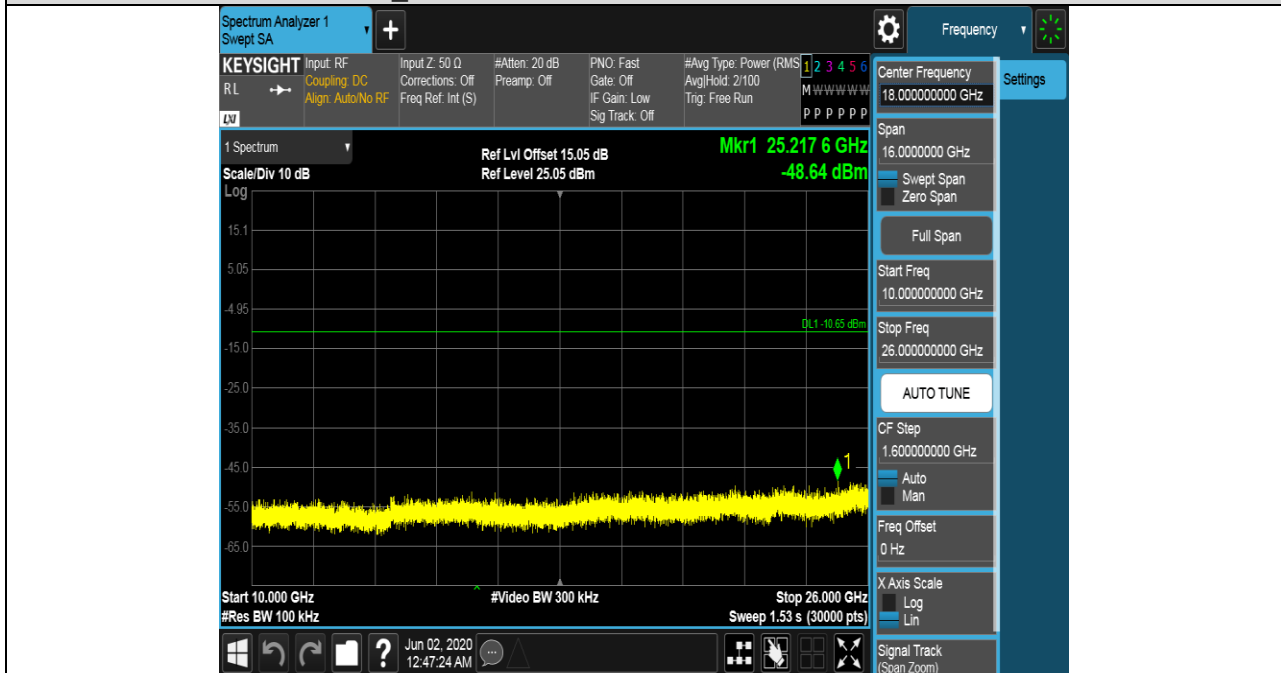 Spectrum Analyzer 1
Swept SA
+
Frequency
KEYSIGHT
RL
LXI
Input: RF
Coupling: DC
Align: Auto/No RF
Input Z: 50 Ω
Corrections: Off
Freq Ref: Int (S)
#Atten: 20 dB
Preamp: Off
PNO: Fast
Gate: Off
IF Gain: Low
Sig Track: Off
#Avg Type: Power (RMS
Avg|Hold: 2/100
Trig: Free Run
1 2 3 4 5 6
M W W W W W
P P P P P P
1 Spectrum
Scale/Div 10 dB
Ref Lvl Offset 15.05 dB
Ref Level 25.05 dBm
Mkr1 25.217 6 GHz
-48.64 dBm
Log
15.1
5.05
-4.95
DL1 -10.65 dBm
-15.0
-25.0
-35.0
-45.0
1
-55.0
-65.0
Start 10.000 GHz
#Res BW 100 kHz
#Video BW 300 kHz
Stop 26.000 GHz
Sweep 1.53 s (30000 pts)
?
Jun 02, 2020
12:47:24 AM
Center Frequency
18.000000000 GHz
Settings
Span
16.0000000 GHz
Swept Span
Zero Span
Full Span
Start Freq
10.000000000 GHz
Stop Freq
26.000000000 GHz
AUTO TUNE
CF Step
1.600000000 GHz
Auto
Man
Freq Offset
0 Hz
X Axis Scale
Log
Lin
Signal Track
(Span Zoom)